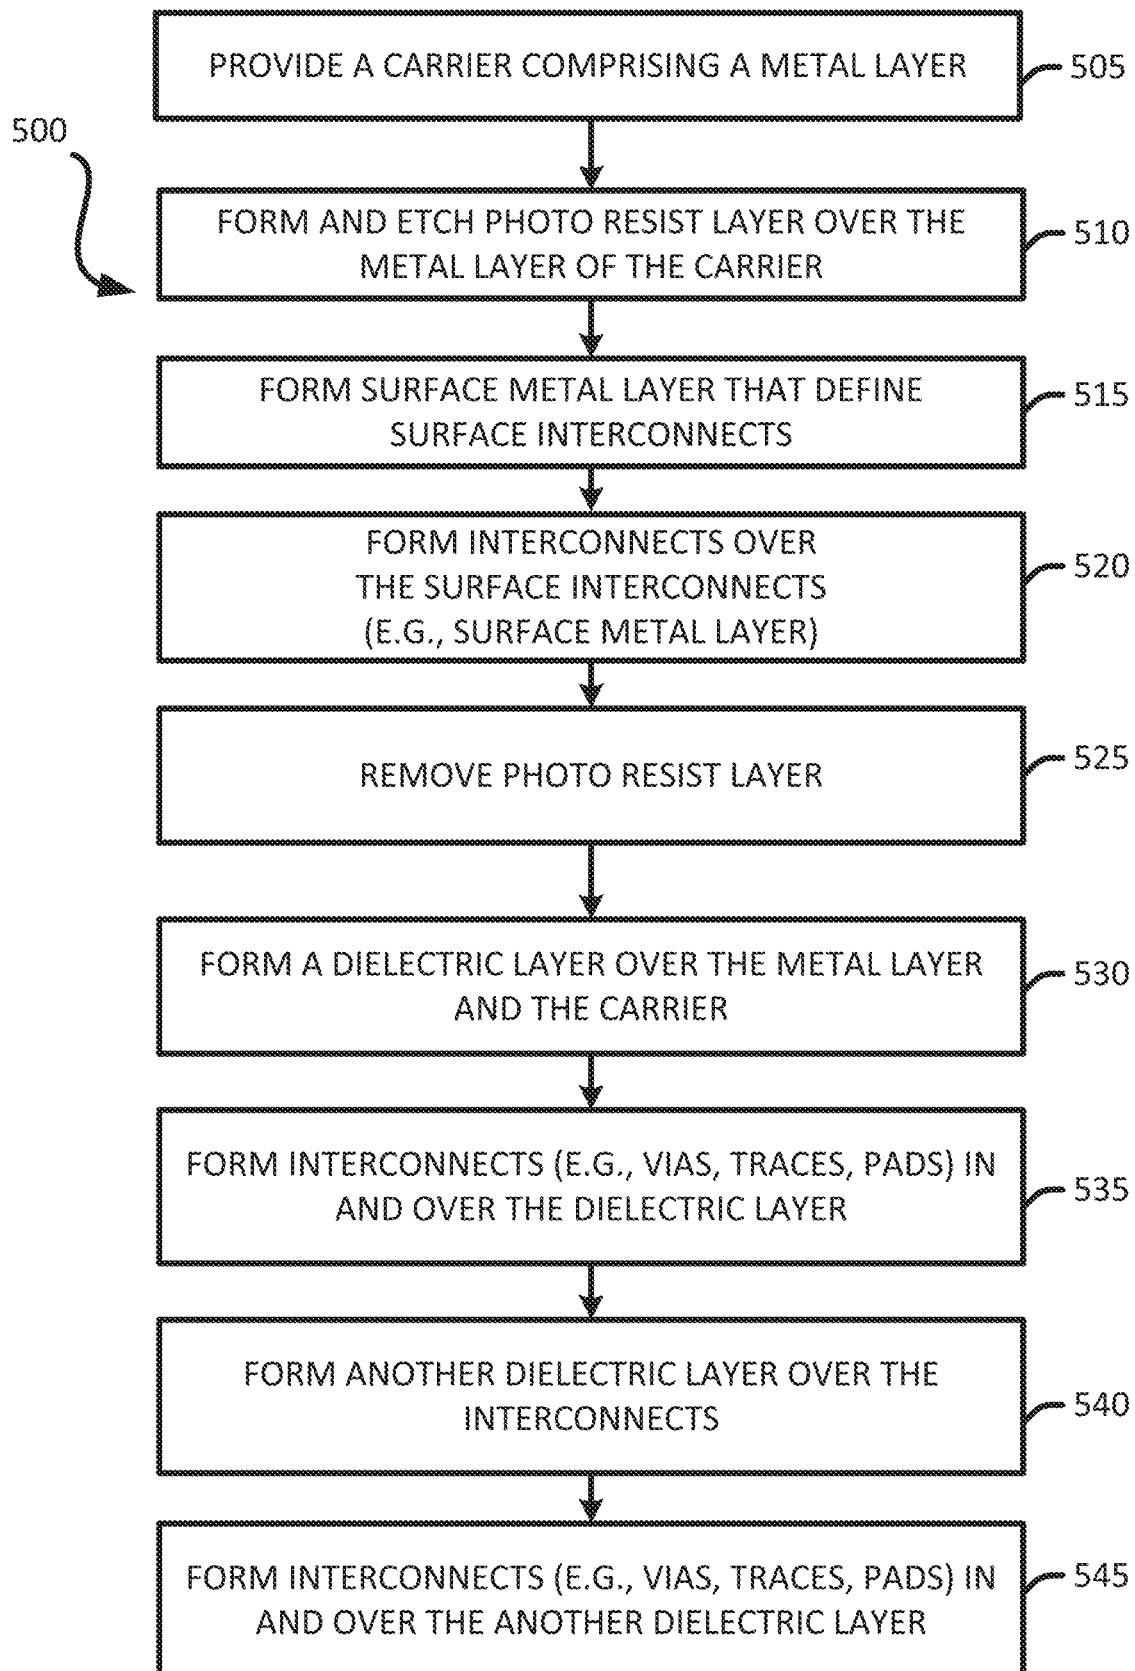 PROVIDE A CARRIER COMPRISING A METAL LAYER
505
500
FORM AND ETCH PHOTO RESIST LAYER OVER THE
METAL LAYER OF THE CARRIER
510
FORM SURFACE METAL LAYER THAT DEFINE
SURFACE INTERCONNECTS
515
FORM INTERCONNECTS OVER
THE SURFACE INTERCONNECTS
(E.G., SURFACE METAL LAYER)
520
REMOVE PHOTO RESIST LAYER
525
FORM A DIELECTRIC LAYER OVER THE METAL LAYER
AND THE CARRIER
530
FORM INTERCONNECTS (E.G., VIAS, TRACES, PADS) IN
AND OVER THE DIELECTRIC LAYER
535
FORM ANOTHER DIELECTRIC LAYER OVER THE
INTERCONNECTS
540
FORM INTERCONNECTS (E.G., VIAS, TRACES, PADS) IN
AND OVER THE ANOTHER DIELECTRIC LAYER
545